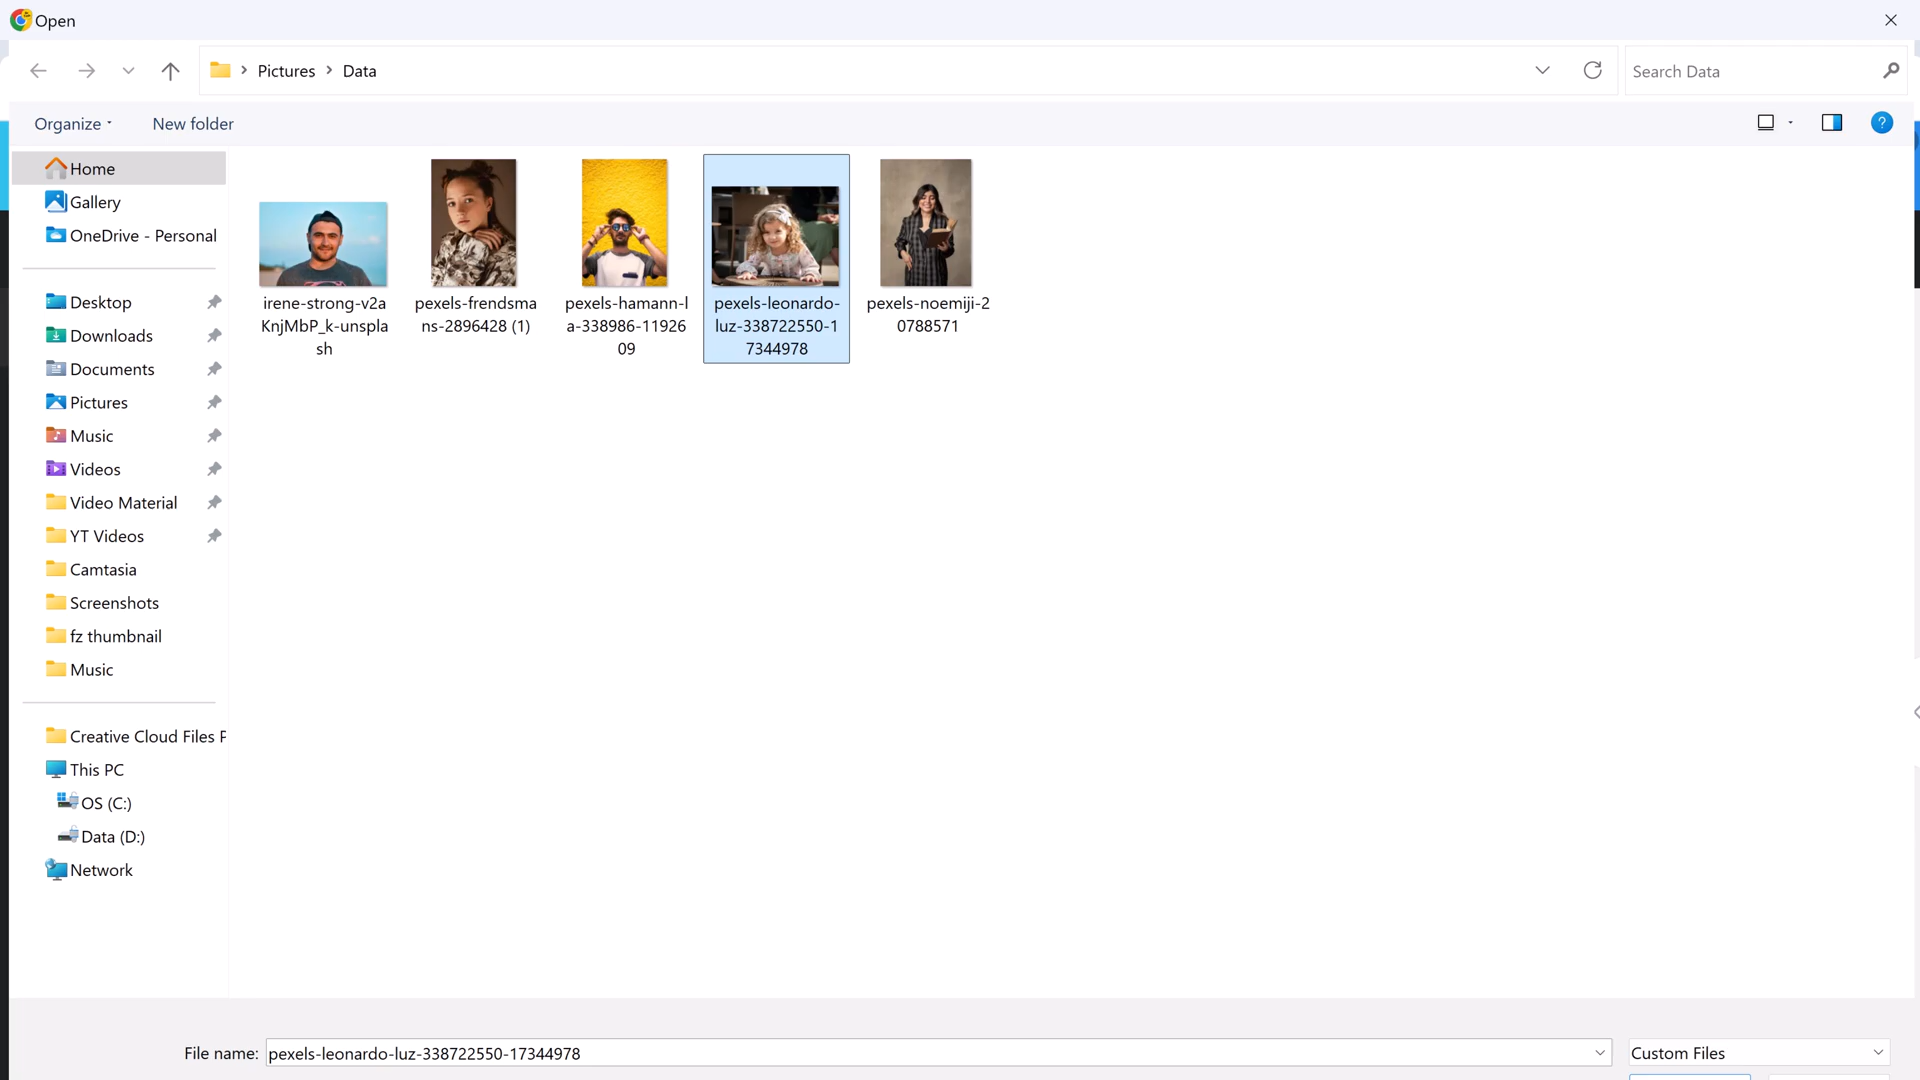 Open
Pictures
Data
Search Data
Organize
New folder
Home
Gallery
OneDrive - Personal
Desktop
Downloads
Documents
Pictures
Music
Videos
Video Material
YT Videos
Camtasia
Screenshots
fz thumbnail
Music
Creative Cloud Files P
This PC
OS (C:)
Data (D:)
Network
irene-strong-v2a
KnjMbP_k-unspla
sh
pexels-frendsma
ns-2896428 (1)
pexels-hamann-l
a-338986-11926
09
pexels-leonardo-
luz-338722550-1
7344978
pexels-noemiji-2
0788571
File name:
pexels-leonardo-luz-338722550-17344978
Custom Files